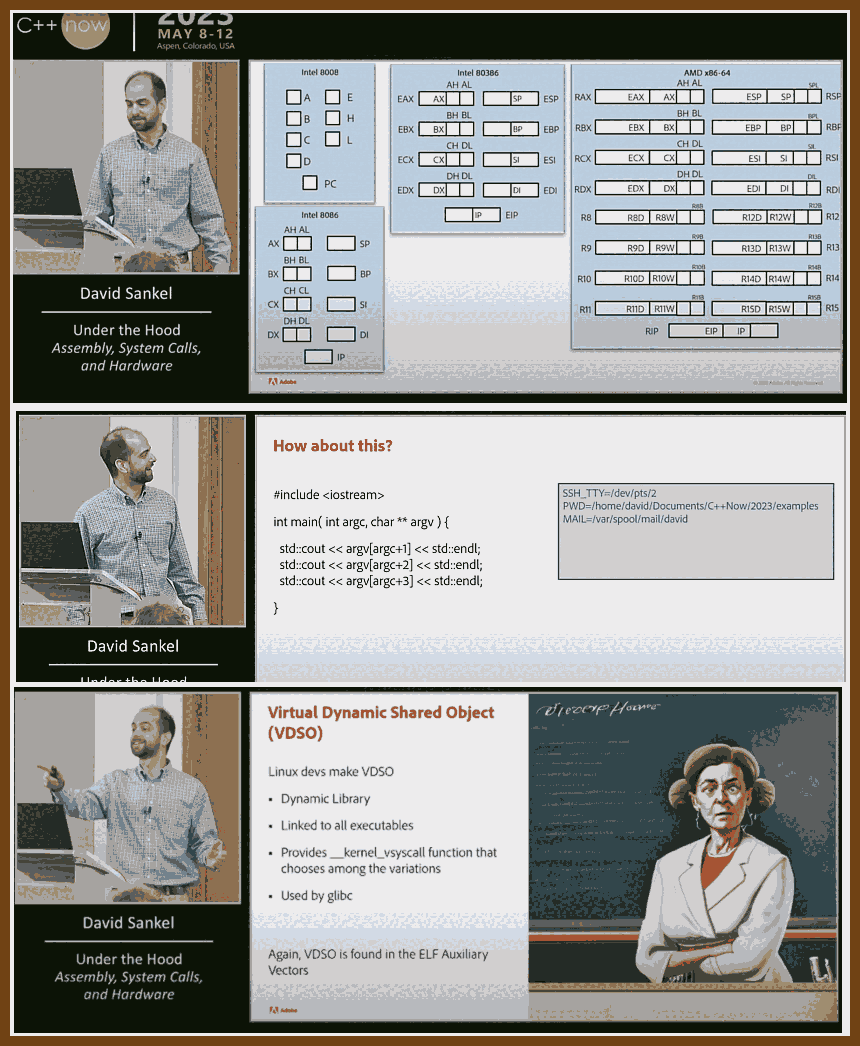 C++ now
2023
MAY 8-12
Aspen, Colorado, USA
David Sankel
Under the Hood
Assembly, System Calls,
and Hardware
Intel 8008
A E
B H
C L
D
PC
Intel 8086
AH AL
AX SP
BH BL
BX BP
CH CL
CX SI
DH DL
DX DI
IP
Intel 80386
AH AL
EAX AX SP ESP
BH BL
EBX BX BP EBP
CH DL
ECX CX SI ESI
DH DL
EDX DX DI EDI
IP EIP
AMD x86-64
AH AL SPL
RAX EAX AX ESP SP RSP
BH BL BPL
RBX EBX BX EBP BP RBP
CH DL SIL
RCX ECX CX ESI SI RSI
DH DL DIL
RDX EDX DX EDI DI RDI
R8B R12B
R8 R8D R8W R12D R12W R12
R9B R13B
R9 R9D R9W R13D R13W R13
R10B R14B
R10 R10D R10W R14D R14W R14
R11B R15B
R11 R11D R11W R15D R15W R15
RIP EIP IP
Adobe
David Sankel
Under the Hood
How about this?
#include <iostream>
int main( int argc, char ** argv ) {
std::cout << argv[argc+1] << std::endl;
std::cout << argv[argc+2] << std::endl;
std::cout << argv[argc+3] << std::endl;
}
SSH_TTY=/dev/pts/2
PWD=/home/david/Documents/C++Now/2023/examples
MAIL=/var/spool/mail/david
David Sankel
Under the Hood
Assembly, System Calls,
and Hardware
Virtual Dynamic Shared Object
(VDSO)
Linux devs make VDSO
▪ Dynamic Library
▪ Linked to all executables
▪ Provides __kernel_vsyscall function that
chooses among the variations
▪ Used by glibc
Again, VDSO is found in the ELF Auxiliary
Vectors
Adobe